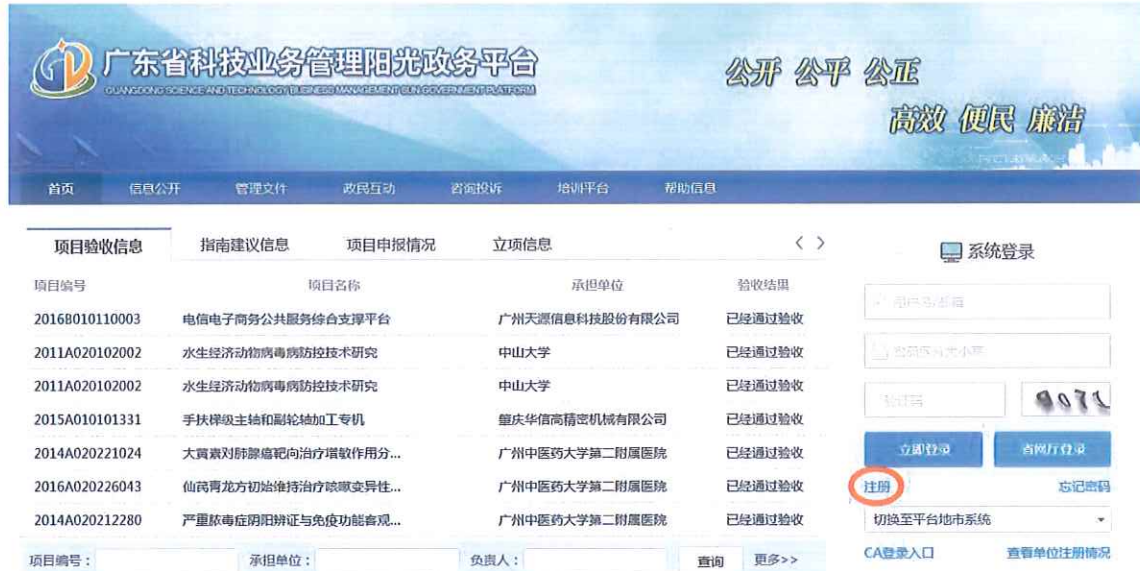 广东省科技业务管理阳光政务平台
GUANGDONG SCIENCE AND TECHNOLOGY BUSINESS MANAGEMENT SUN GOVERNMENT PLATFORM
公开 公平 公正
高效 便民 廉洁
首页 信息公开 管理文件 政民互动 咨询投诉 培训平台 帮助信息
项目验收信息 指南建议信息 项目申报情况 立项信息 < >
项目编号 项目名称 承担单位 验收结果
2016B010110003 电信电子商务公共服务综合支撑平台 广州天源信息科技股份有限公司 已经通过验收
2011A020102002 水生经济动物病毒病防控技术研究 中山大学 已经通过验收
2011A020102002 水生经济动物病毒病防控技术研究 中山大学 已经通过验收
2015A010101331 手扶梯级主轴和副轮轴加工专机 肇庆华信高精密机械有限公司 已经通过验收
2014A020221024 大黄素对肺腺癌靶向治疗增敏作用分... 广州中医药大学第二附属医院 已经通过验收
2016A020226043 仙芪膏龙方初始维持治疗咳嗽变异性... 广州中医药大学第二附属医院 已经通过验收
2014A020212280 严重脓毒症阴阳辨证与免疫功能客观... 广州中医药大学第二附属医院 已经通过验收
项目编号： 承担单位： 负责人： 查询 更多>>
系统登录
验证码
立即登录 省网厅登录
注册 忘记密码
切换至平台地市系统
CA登录入口 查看单位注册情况